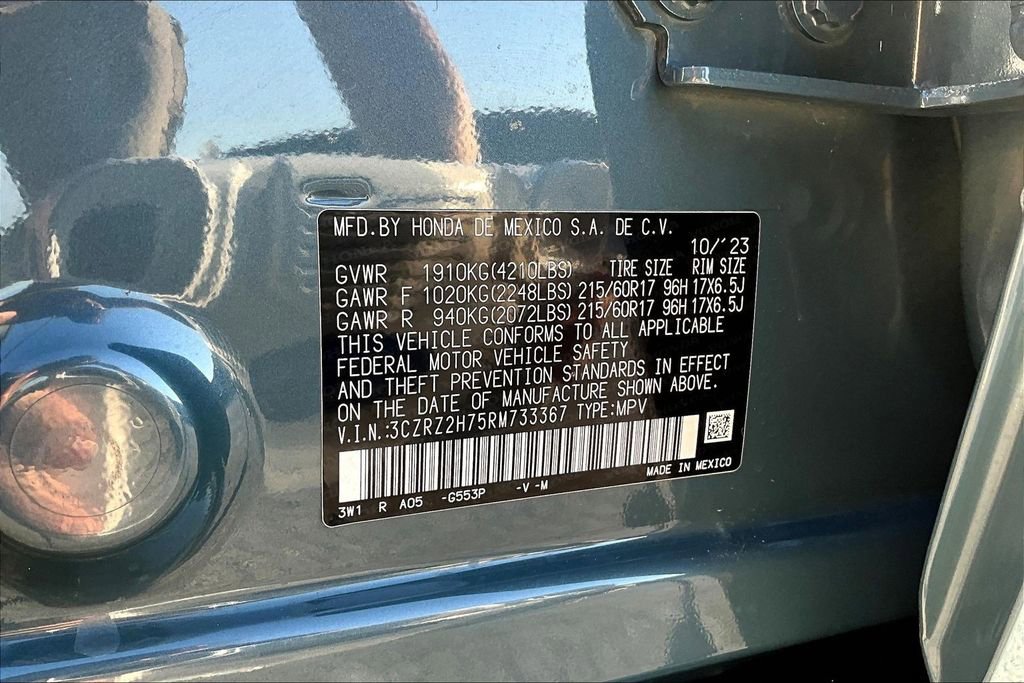 MFD.BY HONDA DE MEXICO S.A. DE C.V.
10/'23
GVWR 1910KG(4210LBS) TIRE SIZE RIM SIZE
GAWR F 1020KG(2248LBS) 215/60R17 96H 17X6.5J
GAWR R 940KG(2072LBS) 215/60R17 96H 17X6.5J
THIS VEHICLE CONFORMS TO ALL APPLICABLE
FEDERAL MOTOR VEHICLE SAFETY
AND THEFT PREVENTION STANDARDS IN EFFECT
ON THE DATE OF MANUFACTURE SHOWN ABOVE.
V.I.N.:3CZRZ2H75RM733367 TYPE:MPV
MADE IN MEXICO
3W1 R A05 -G553P -V -M